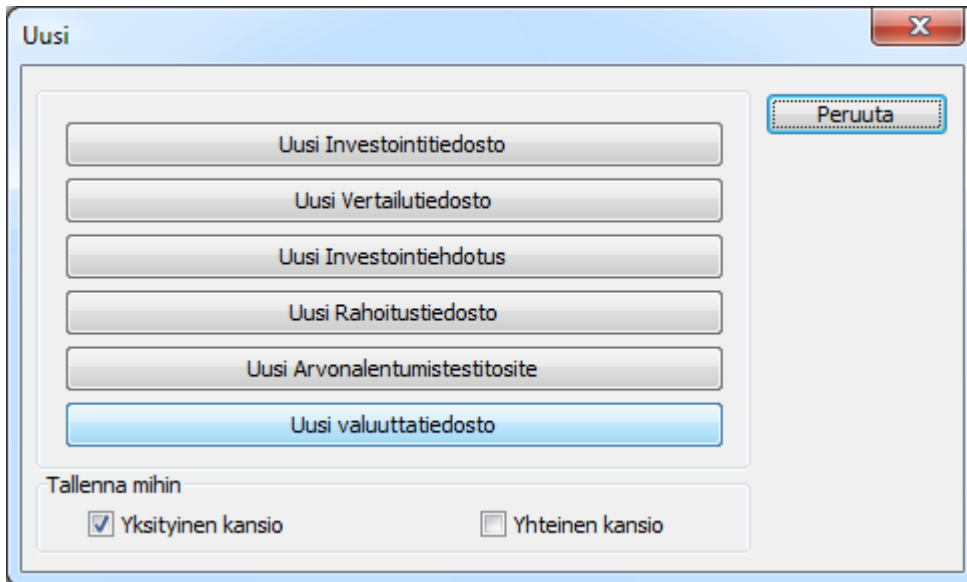 Uusi
Peruuta
Uusi Investointitiedosto
Uusi Vertailutiedosto
Uusi Investointiehdotus
Uusi Rahoitustiedosto
Uusi Arvonalentumistestitosite
Uusi valuuttatiedosto
Tallenna mihin
Yksityinen kansio
Yhteinen kansio